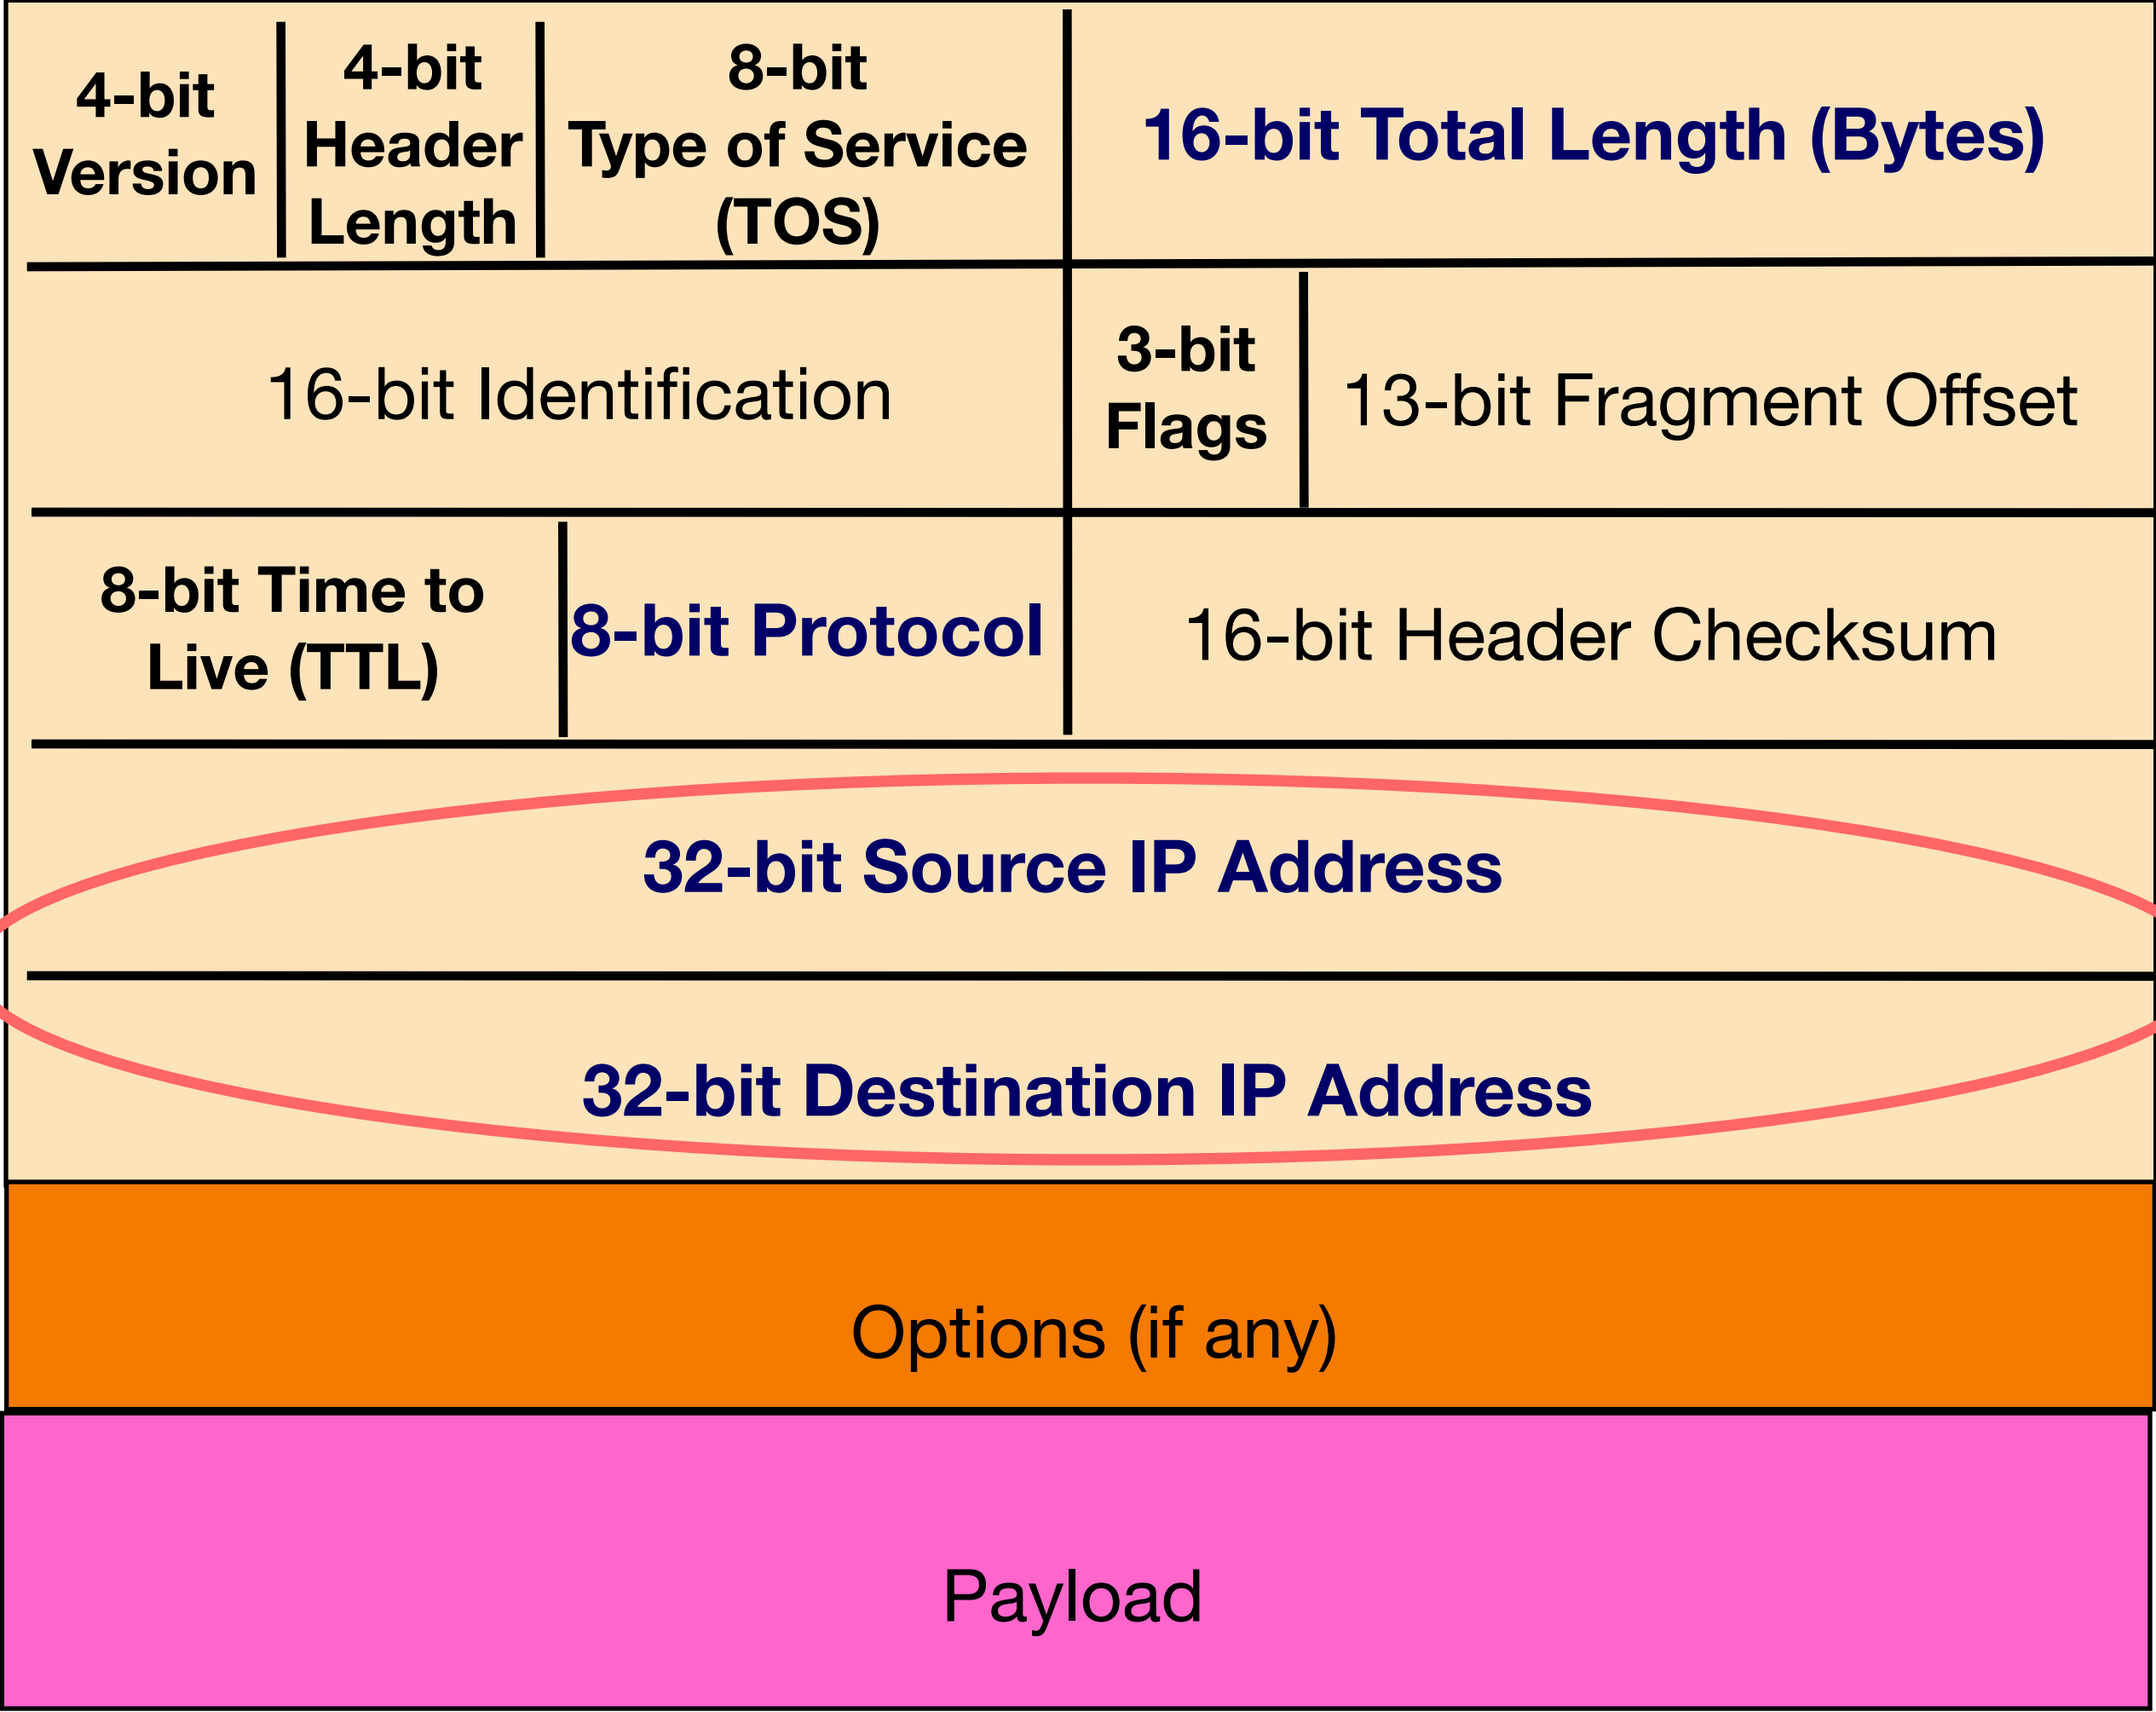 4-bit
Version
4-bit
Header
Length
8-bit
Type of Service
(TOS)
16-bit Total Length (Bytes)
16-bit Identification
3-bit
Flags
13-bit Fragment Offset
8-bit Time to
Live (TTL)
8-bit Protocol
16-bit Header Checksum
32-bit Source IP Address
32-bit Destination IP Address
Options (if any)
Payload